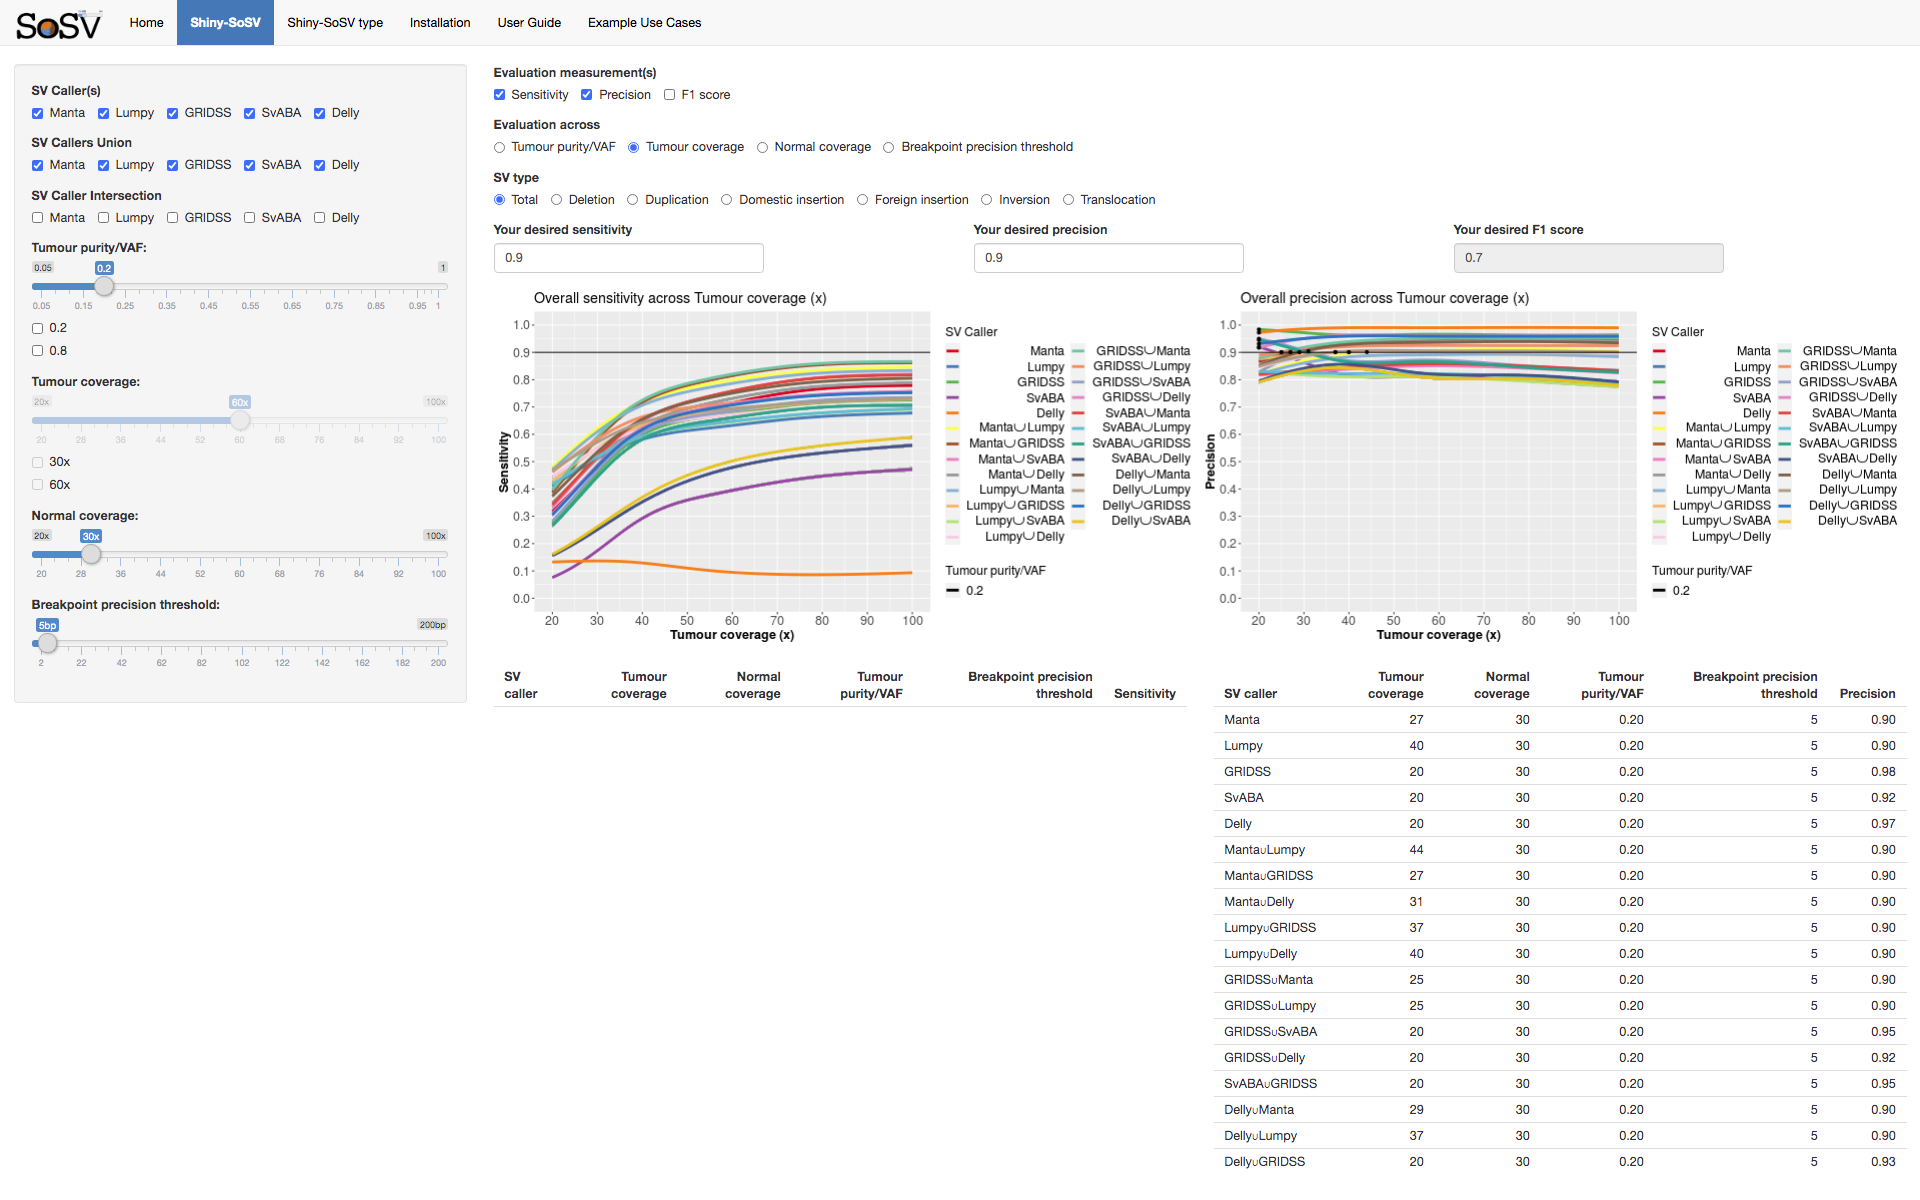 SoSV Home Shiny-SoSV Shiny-SoSV type Installation User Guide Example Use Cases
SV Caller(s)
Manta Lumpy GRIDSS SvABA Delly
SV Callers Union
Manta Lumpy GRIDSS SvABA Delly
SV Caller Intersection
Manta Lumpy GRIDSS SvABA Delly
Tumour purity/VAF:
0.05 0.2 1
0.05 0.15 0.25 0.35 0.45 0.55 0.65 0.75 0.85 0.95 1
0.2
0.8
Tumour coverage:
20x 60x 100x
20 28 36 44 52 60 68 76 84 92 100
30x
60x
Normal coverage:
20x 30x 100x
20 28 36 44 52 60 68 76 84 92 100
Breakpoint precision threshold:
5bp 200bp
2 22 42 62 82 102 122 142 162 182 200
Evaluation measurement(s)
Sensitivity Precision F1 score
Evaluation across
Tumour purity/VAF Tumour coverage Normal coverage Breakpoint precision threshold
SV type
Total Deletion Duplication Domestic insertion Foreign insertion Inversion Translocation
Your desired sensitivity Your desired precision Your desired F1 score
0.9 0.9 0.7
Overall sensitivity across Tumour coverage (x)
1.0
0.9
0.8
0.7
0.6
0.5
0.4
0.3
0.2
0.1
0.0
Sensitivity
20 30 40 50 60 70 80 90 100
Tumour coverage (x)
SV Caller
Manta GRIDSS∪Manta
Lumpy GRIDSS∪Lumpy
GRIDSS GRIDSS∪SvABA
SvABA GRIDSS∪Delly
Delly SvABA∪Manta
Manta∪Lumpy SvABA∪Lumpy
Manta∪GRIDSS SvABA∪GRIDSS
Manta∪SvABA SvABA∪Delly
Manta∪Delly Delly∪Manta
Lumpy∪Manta Delly∪Lumpy
Lumpy∪GRIDSS Delly∪GRIDSS
Lumpy∪SvABA Delly∪SvABA
Lumpy∪Delly
Tumour purity/VAF
0.2
Overall precision across Tumour coverage (x)
1.0
0.9
0.8
0.7
0.6
0.5
0.4
0.3
0.2
0.1
0.0
Precision
20 30 40 50 60 70 80 90 100
Tumour coverage (x)
SV Caller
Manta GRIDSS∪Manta
Lumpy GRIDSS∪Lumpy
GRIDSS GRIDSS∪SvABA
SvABA GRIDSS∪Delly
Delly SvABA∪Manta
Manta∪Lumpy SvABA∪Lumpy
Manta∪GRIDSS SvABA∪GRIDSS
Manta∪SvABA SvABA∪Delly
Manta∪Delly Delly∪Manta
Lumpy∪Manta Delly∪Lumpy
Lumpy∪GRIDSS Delly∪GRIDSS
Lumpy∪SvABA Delly∪SvABA
Lumpy∪Delly
Tumour purity/VAF
0.2
SV Tumour Normal Tumour Breakpoint precision
caller coverage coverage purity/VAF threshold Sensitivity
Tumour Normal Tumour Breakpoint precision
SV caller coverage coverage purity/VAF threshold Precision
Manta 27 30 0.20 5 0.90
Lumpy 40 30 0.20 5 0.90
GRIDSS 20 30 0.20 5 0.98
SvABA 20 30 0.20 5 0.92
Delly 20 30 0.20 5 0.97
Manta∪Lumpy 44 30 0.20 5 0.90
Manta∪GRIDSS 27 30 0.20 5 0.90
Manta∪Delly 31 30 0.20 5 0.90
Lumpy∪GRIDSS 37 30 0.20 5 0.90
Lumpy∪Delly 40 30 0.20 5 0.90
GRIDSS∪Manta 25 30 0.20 5 0.90
GRIDSS∪Lumpy 25 30 0.20 5 0.90
GRIDSS∪SvABA 20 30 0.20 5 0.95
GRIDSS∪Delly 20 30 0.20 5 0.92
SvABA∪GRIDSS 20 30 0.20 5 0.95
Delly∪Manta 29 30 0.20 5 0.90
Delly∪Lumpy 37 30 0.20 5 0.90
Delly∪GRIDSS 20 30 0.20 5 0.93